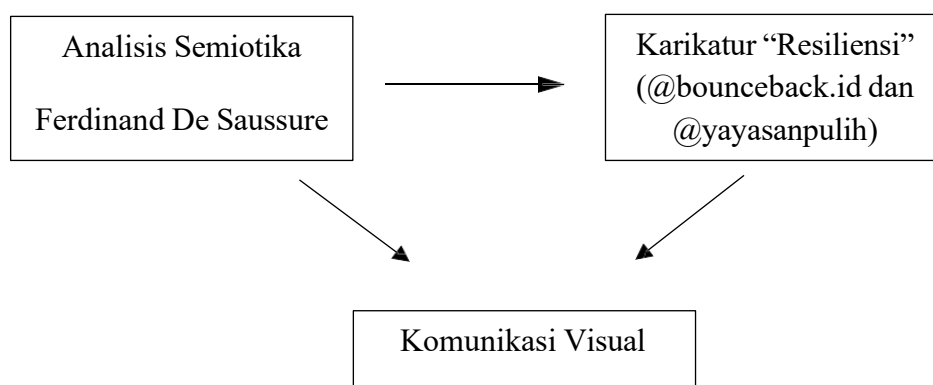 Analisis Semiotika
Ferdinand De Saussure
Karikatur “Resiliensi”
(@bounceback.id dan
@yayasanpulih)
Komunikasi Visual